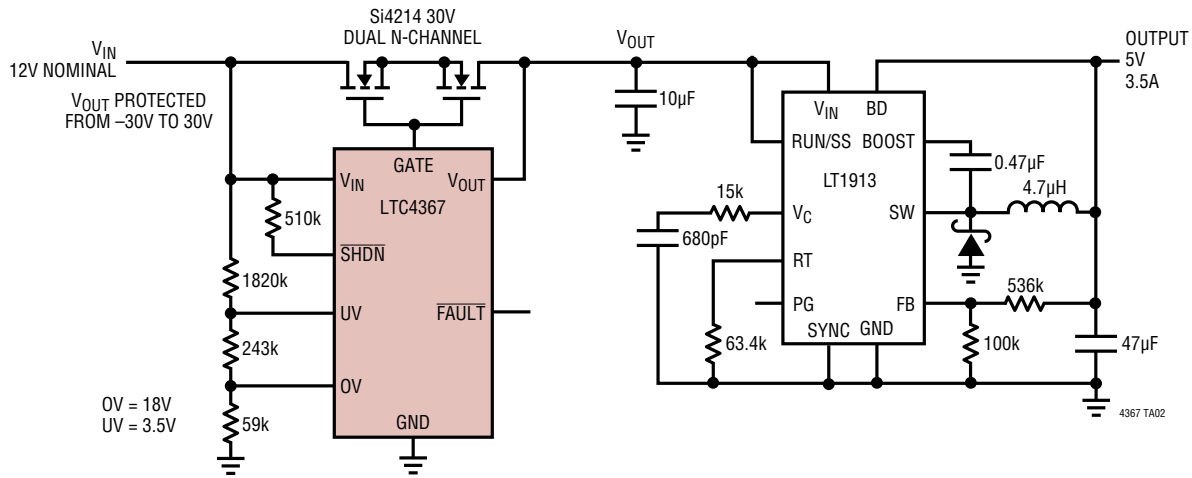 Si4214 30V
DUAL N-CHANNEL
VIN
12V NOMINAL
VOUT PROTECTED
FROM –30V TO 30V
VOUT
OUTPUT
5V
3.5A
10µF
GATE
VIN
VOUT
LTC4367
510k
SHDN
1820k
UV
FAULT
243k
OV
59k
GND
OV = 18V
UV = 3.5V
VIN
BD
RUN/SS
BOOST
LT1913
0.47µF
4.7µH
15k
VC
SW
680pF
RT
536k
PG
FB
SYNC
GND
63.4k
100k
47µF
4367 TA02